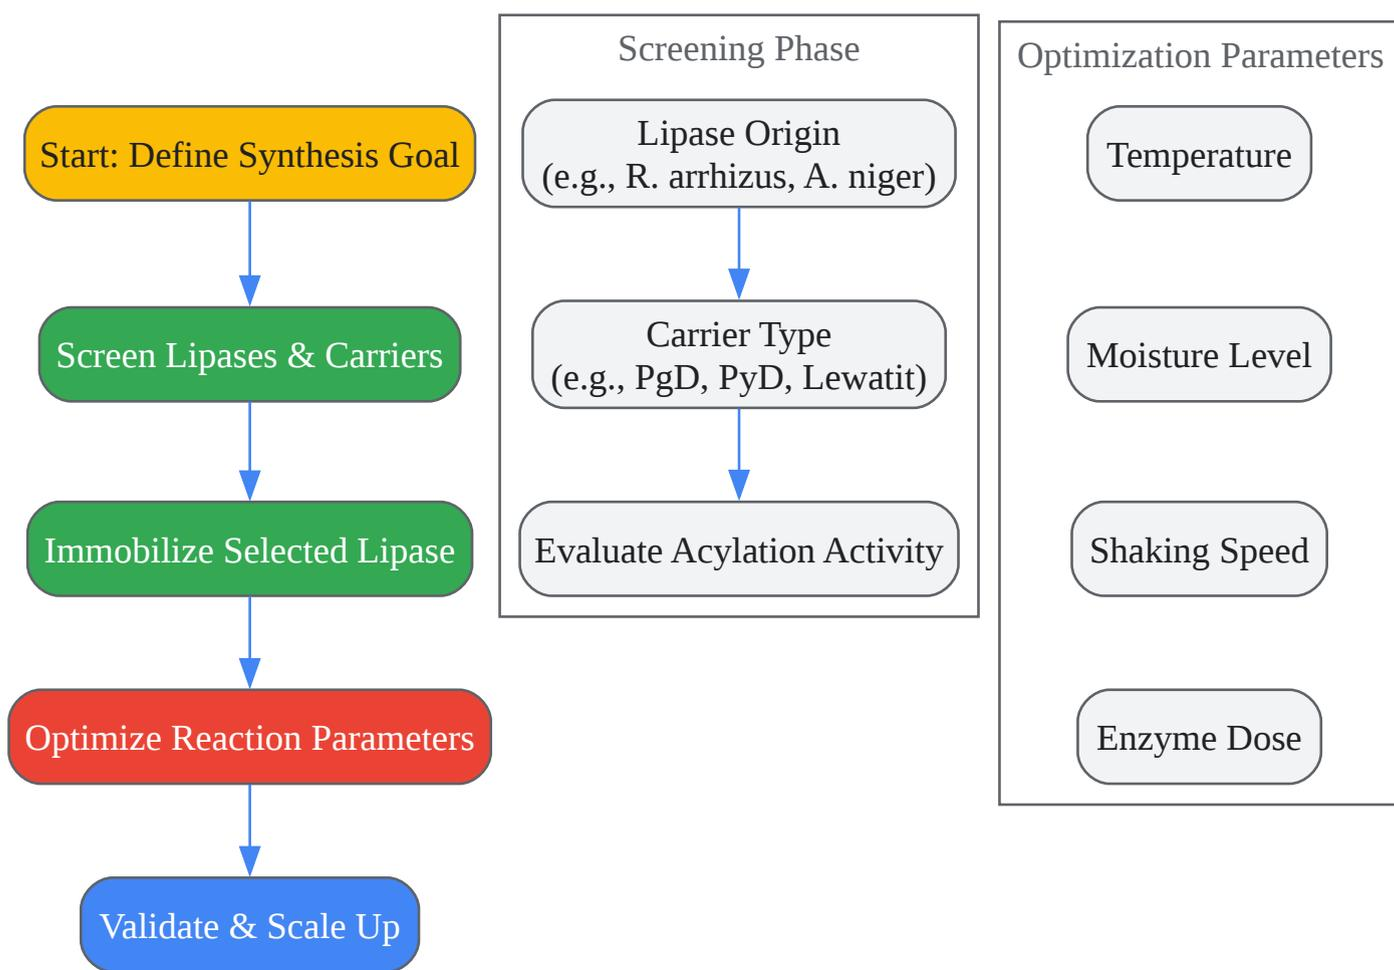 Start: Define Synthesis Goal
Screen Lipases & Carriers
Immobilize Selected Lipase
Optimize Reaction Parameters
Validate & Scale Up
Screening Phase
Lipase Origin
(e.g., R. arrhizus, A. niger)
Carrier Type
(e.g., PgD, PyD, Lewatit)
Evaluate Acylation Activity
Optimization Parameters
Temperature
Moisture Level
Shaking Speed
Enzyme Dose